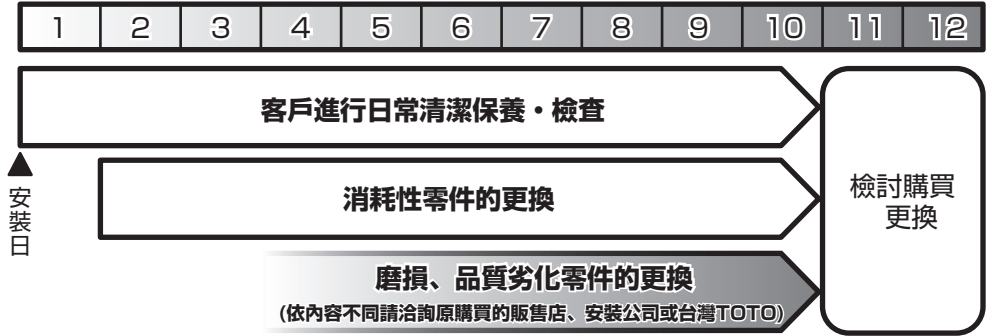 1 2 3 4 5 6 7 8 9 10 11 12
客戶進行日常清潔保養・檢查
安裝日
消耗性零件的更換
檢討購買
更換
磨損、品質劣化零件的更換
(依內容不同請洽詢原購買的販售店、安裝公司或台灣TOTO)